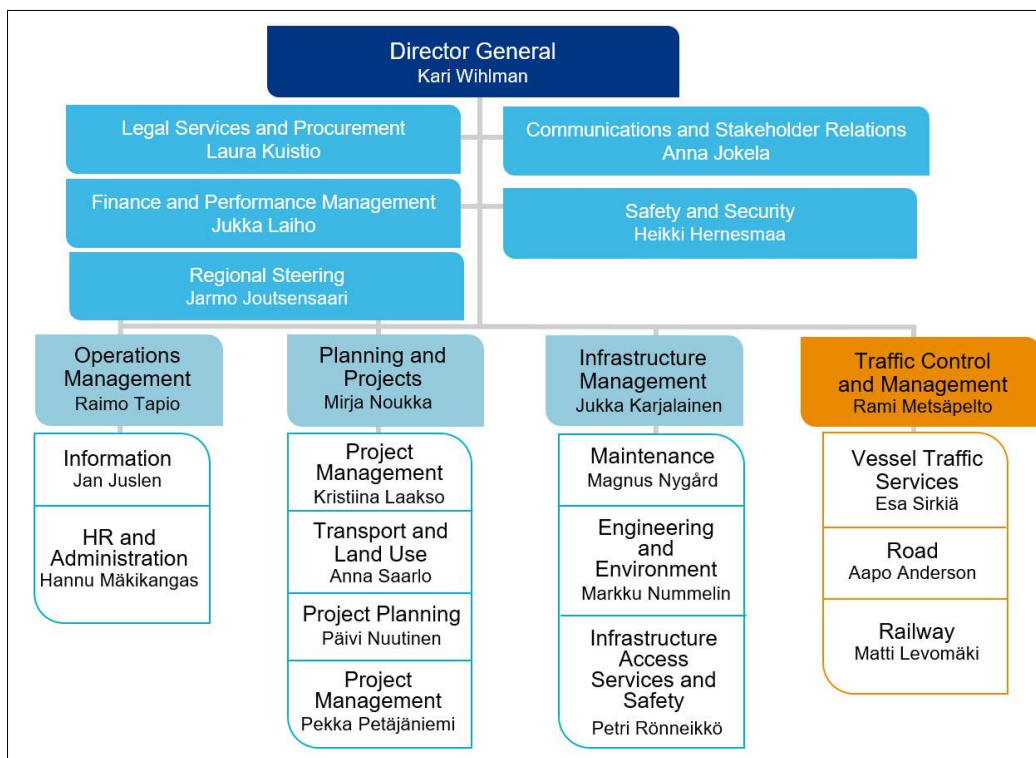 Director General
Kari Wihlman
Legal Services and Procurement
Laura Kuistio
Communications and Stakeholder Relations
Anna Jokela
Finance and Performance Management
Jukka Laiho
Safety and Security
Heikki Hernesmaa
Regional Steering
Jarmo Joutsensaari
Operations
Management
Raimo Tapio
Information
Jan Juslen
HR and
Administration
Hannu Mäkikangas
Planning and
Projects
Mirja Noukka
Project
Management
Kristiina Laakso
Transport and
Land Use
Anna Saarlo
Project Planning
Päivi Nuutinen
Project
Management
Pekka Petäjäniemi
Infrastructure
Management
Jukka Karjalainen
Maintenance
Magnus Nygård
Engineering
and
Environment
Markku Nummelin
Infrastructure
Access
Services and
Safety
Petri Rönneikkö
Traffic Control
and Management
Rami Metsäpelto
Vessel Traffic
Services
Esa Sirkiä
Road
Aapo Anderson
Railway
Matti Levomäki